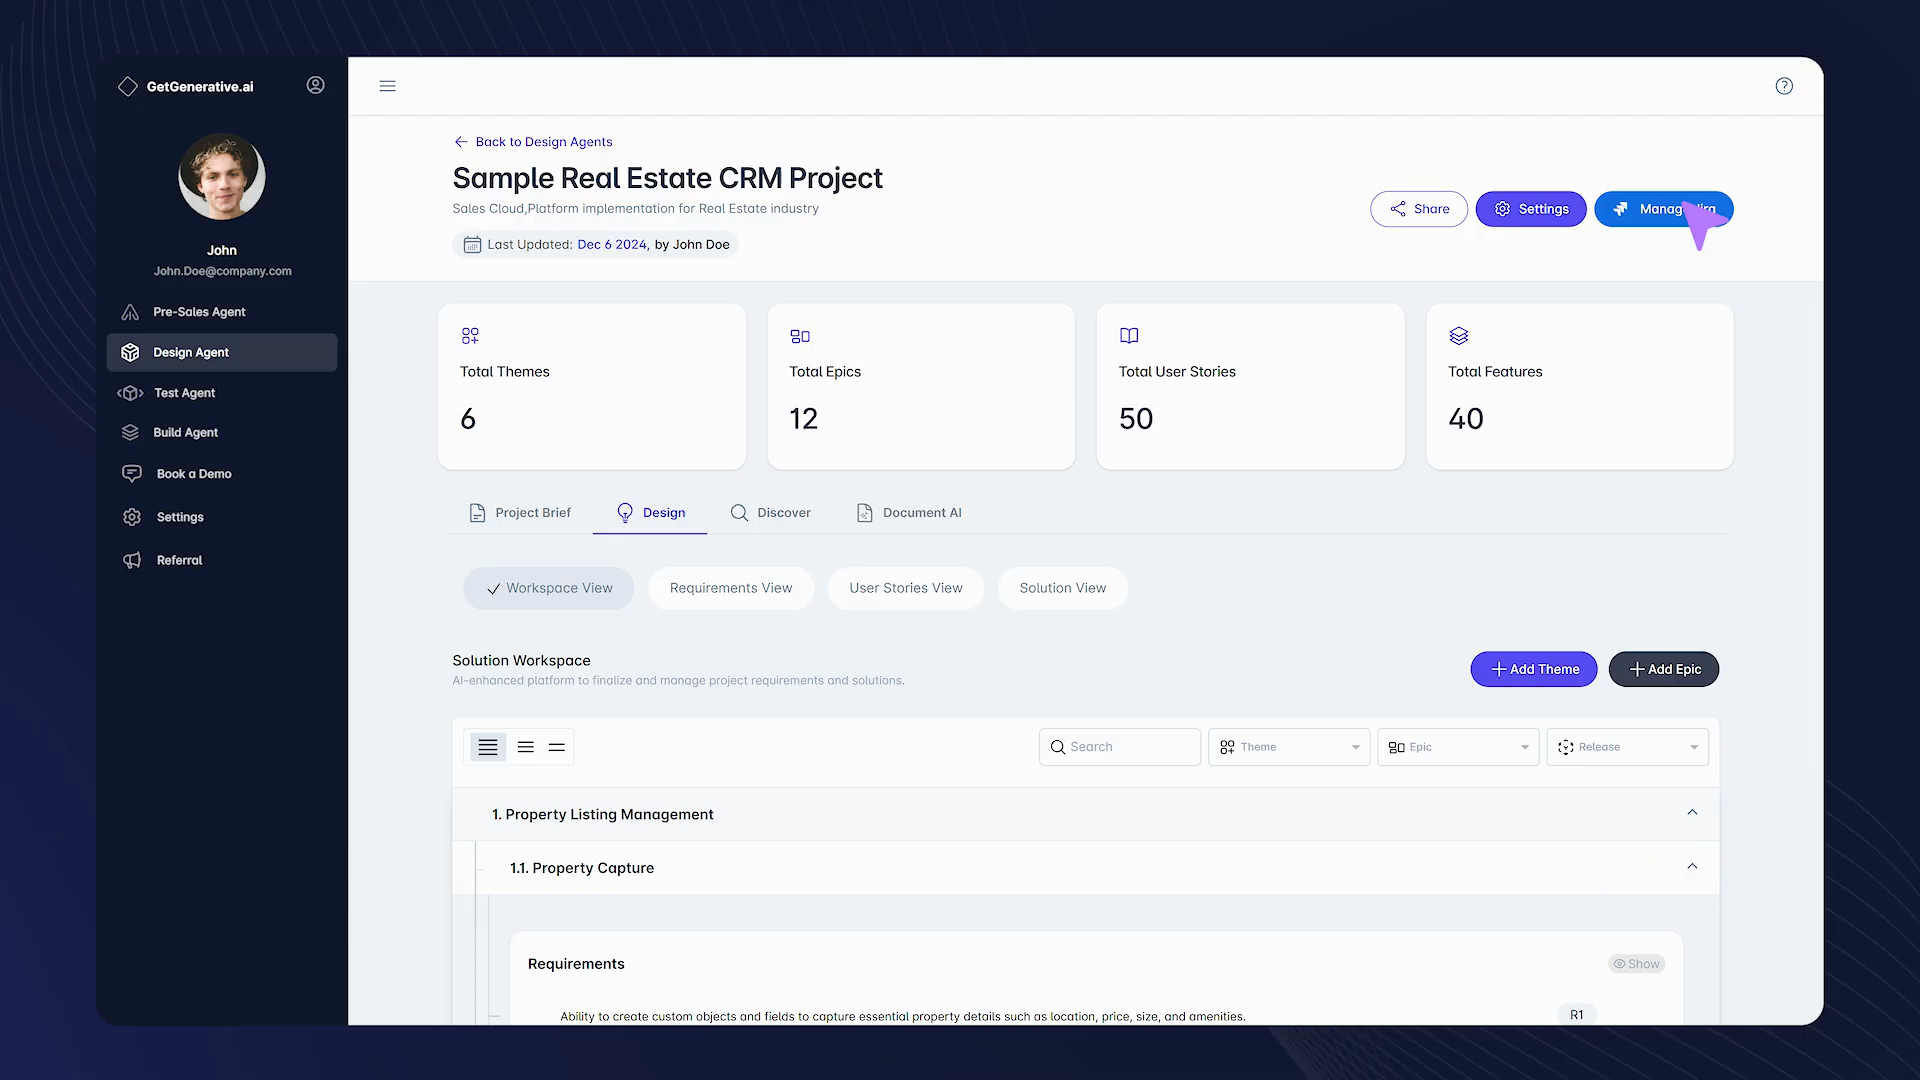 GetGenerative.ai
John
John.Doe@company.com
Pre-Sales Agent
Design Agent
Test Agent
Build Agent
Book a Demo
Settings
Referral
Back to Design Agents
Sample Real Estate CRM Project
Sales Cloud,Platform implementation for Real Estate industry
Last Updated: Dec 6 2024, by John Doe
Share
Settings
Total Themes
6
Total Epics
12
Total User Stories
50
Total Features
40
Project Brief
Design
Discover
Document AI
Workspace View
Requirements View
User Stories View
Solution View
Solution Workspace
AI-enhanced platform to finalize and manage project requirements and solutions.
Add Theme
Add Epic
Search
Theme
Epic
Release
1. Property Listing Management
1.1. Property Capture
Requirements
Show
Ability to create custom objects and fields to capture essential property details such as location, price, size, and amenities.
R1